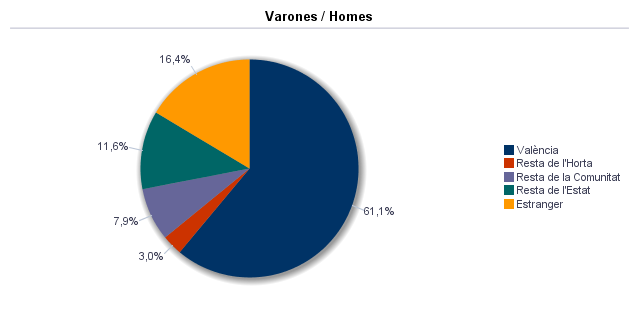 Varones / Homes
16,4%
11,6%
7,9%
3,0%
61,1%
València
Resta de l'Horta
Resta de la Comunitat
Resta de l'Estat
Estranger